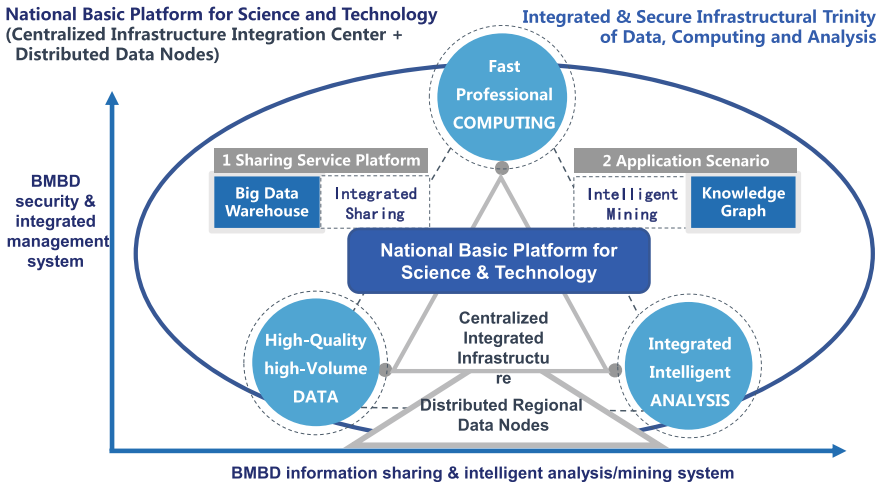 National Basic Platform for Science and Technology
(Centralized Infrastructure Integration Center +
Distributed Data Nodes)
Integrated & Secure Infrastructural Trinity
of Data, Computing and Analysis
Fast
Professional
COMPUTING
1 Sharing Service Platform
2 Application Scenario
Big Data
Warehouse
Integrated
Sharing
Intelligent
Mining
Knowledge
Graph
BMBD
security &
integrated
management
system
National Basic Platform for
Science & Technology
High-Quality
high-Volume
DATA
Centralized
Integrated
Infrastructu
re
Integrated
Intelligent
ANALYSIS
Distributed Regional
Data Nodes
BMBD information sharing & intelligent analysis/mining system